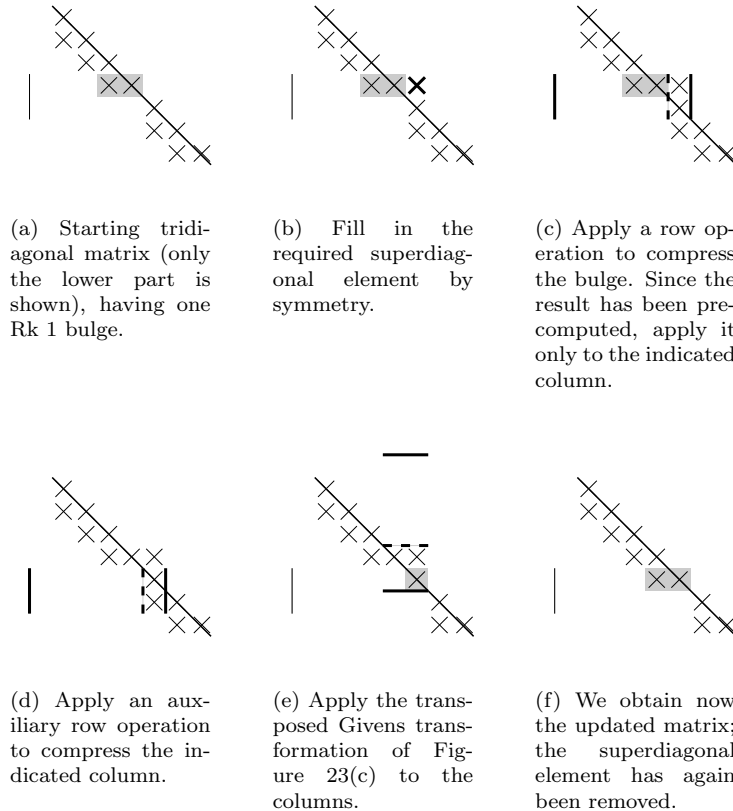 (a) Starting tridi-
agonal matrix (only
the lower part is
shown), having one
Rk 1 bulge.
(b) Fill in the
required superdiag-
onal element by
symmetry.
(c) Apply a row op-
eration to compress
the bulge. Since the
result has been pre-
computed, apply it
only to the indicated
column.
(d) Apply an aux-
iliary row operation
to compress the in-
dicated column.
(e) Apply the trans-
posed Givens trans-
formation of Fig-
ure 23(c) to the
columns.
(f) We obtain now
the updated matrix;
the superdiagonal
element has again
been removed.